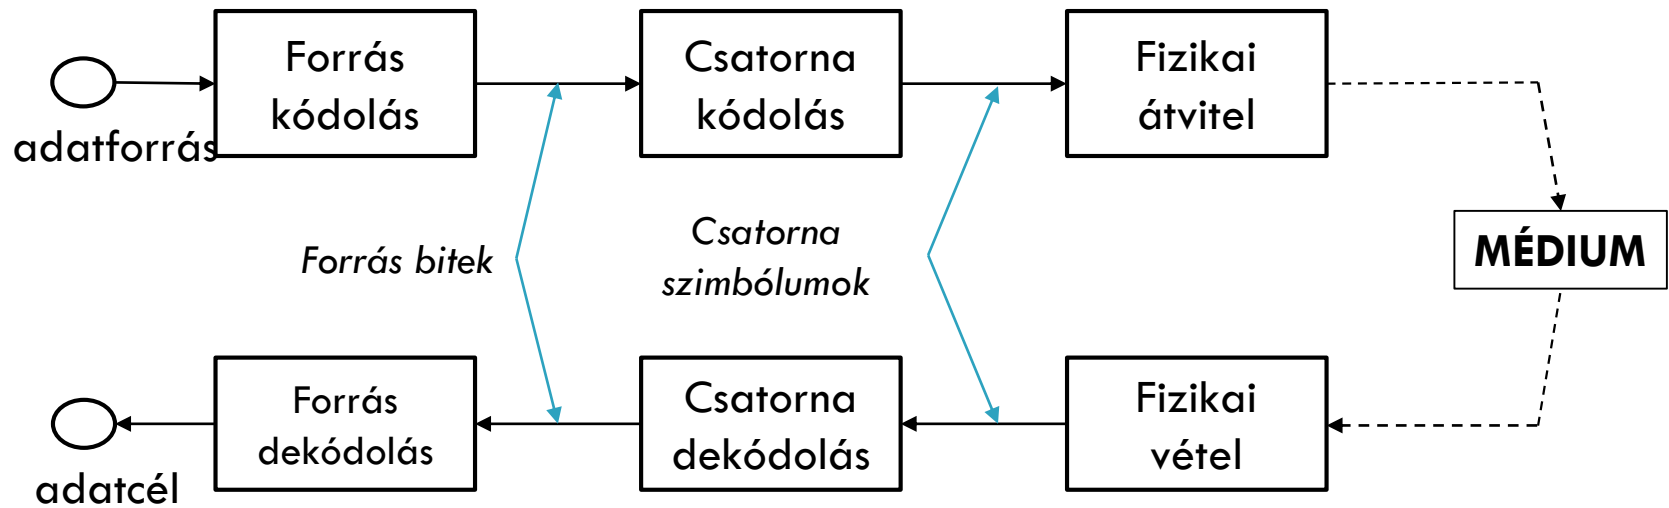 Forrás
kódolás
Csatorna
kódolás
Fizikai
átvitel
adatforrás
Forrás bitek
Csatorna
szimbólumok
MÉDIUM
Forrás
dekódolás
Csatorna
dekódolás
Fizikai
vétel
adatcél